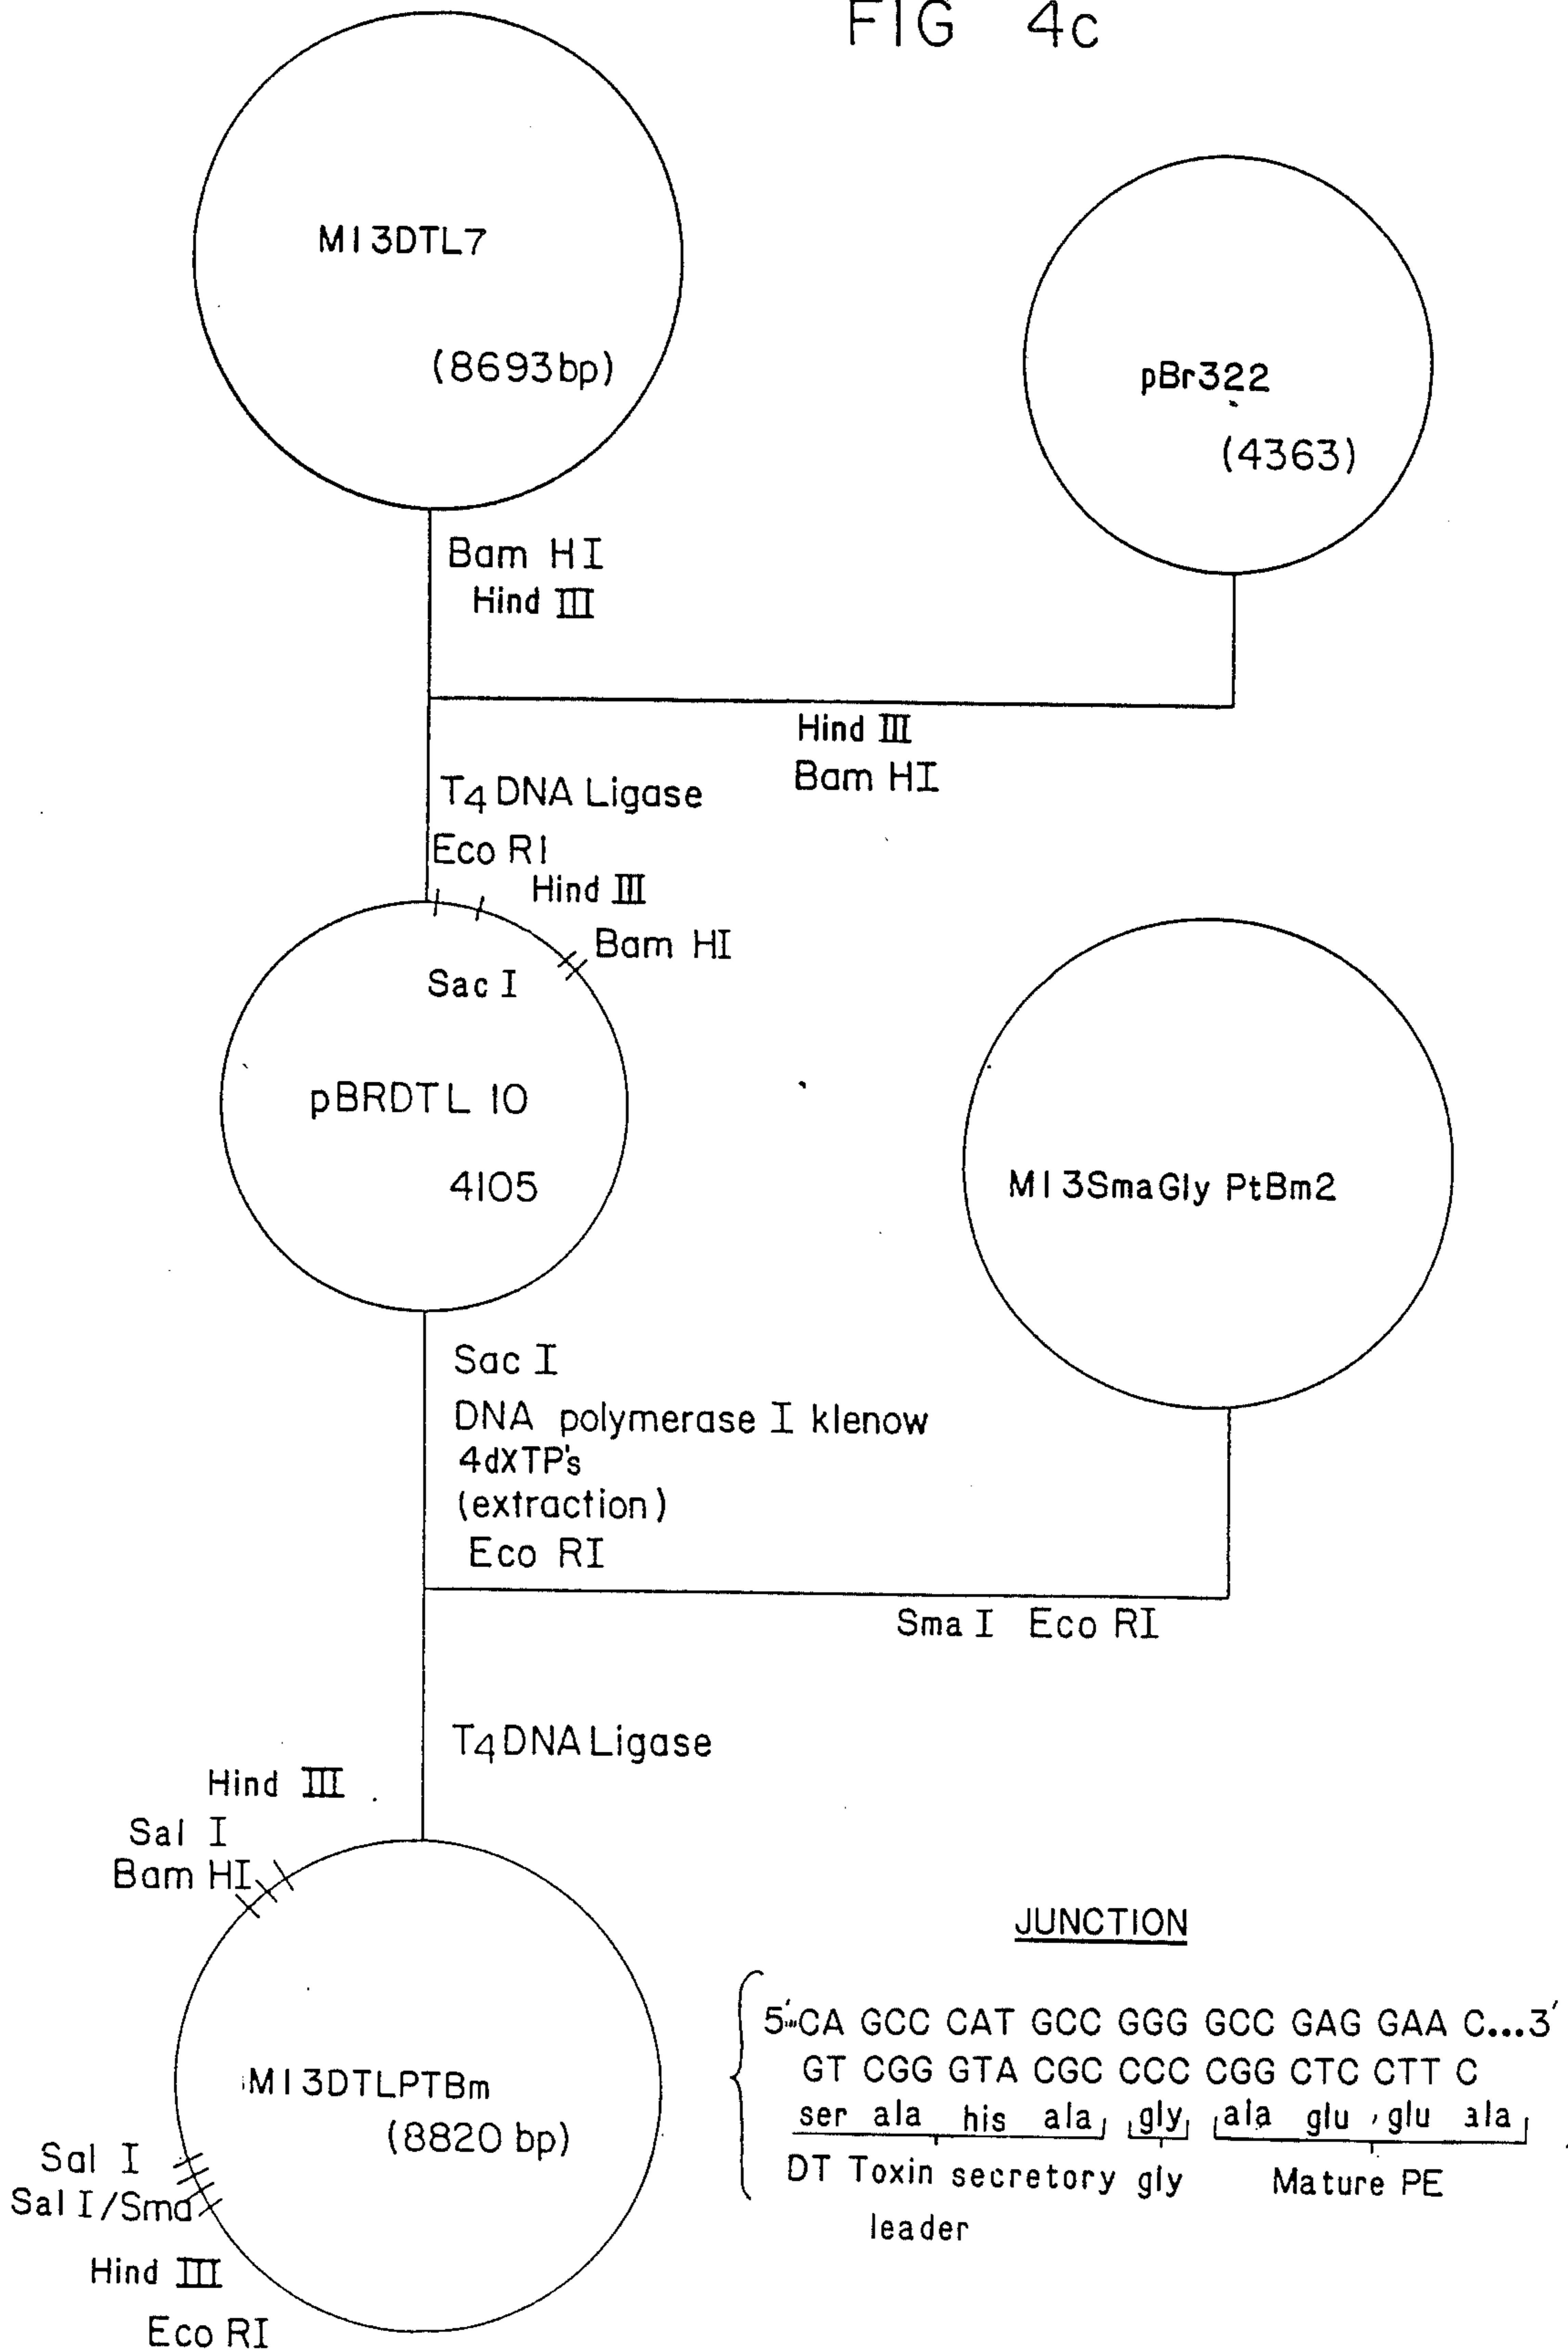 FIG 4c
M13DTL7
(8693bp)
pBr322
(4363)
Bam HI
Hind III
Hind III
Bam HI
T4 DNA Ligase
Eco RI
Hind III
Bam HI
Sac I
pBRDTL 10
4105
M13SmaGly PtBm2
Sac I
DNA polymerase I klenow
4dXTP's
(extraction)
Eco RI
Sma I Eco RI
T4 DNA Ligase
Hind III
Sal I
Bam HI
M13DTLPTBm
(8820 bp)
Sal I
Sal I/Sma
Hind III
Eco RI
JUNCTION
5'...CA GCC CAT GCC GGG GCC GAG GAA C...3'
GT CGG GTA CGC CCC CGG CTC CTT C
ser ala his ala gly ala glu glu ala
DT Toxin secretory gly Mature PE
leader